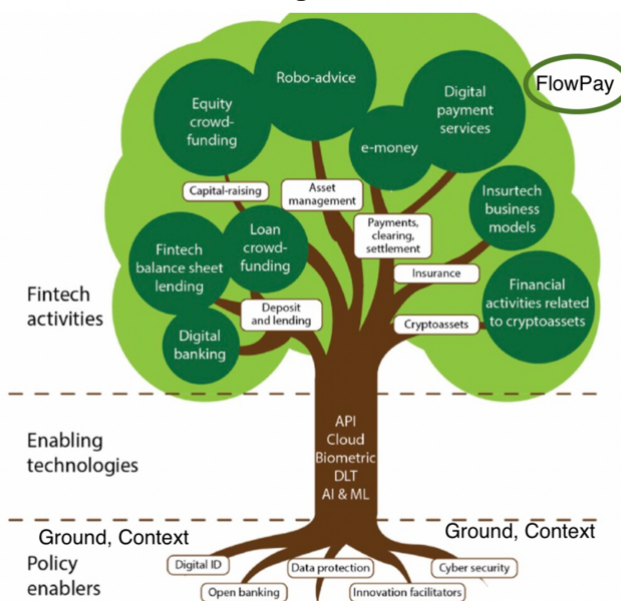 FlowPay
Robo-advice
Equity
crowd-
funding
Digital
payment
services
e-money
Capital-raising
Asset
management
Insurtech
business
models
Payments,
clearing,
settlement
Loan
crowd-
funding
Fintech
balance sheet
lending
Insurance
Financial
activities related
to cryptoassets
Fintech
activities
Deposit
and lending
Cryptoassets
Digital
banking
Enabling
technologies
API
Cloud
Biometric
DLT
AI & ML
Ground, Context
Ground, Context
Policy
enablers
Digital ID
Data protection
Cyber security
Open banking
Innovation facilitators